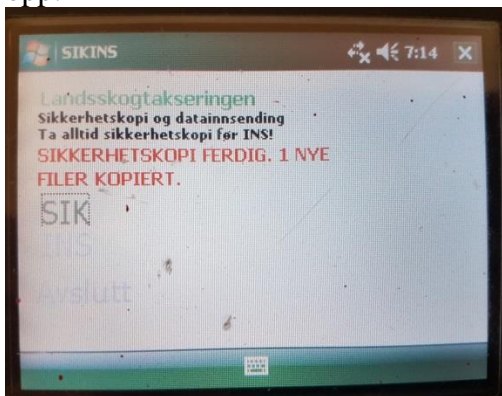 SIKINS
7:14
Landsskogtakseringen
Sikkerhetskopi og datainnsending
Ta alltid sikkerhetskopi før INS!
SIKKERHETSKOPI FERDIG. 1 NYE
FILER KOPIERT.
SIK
INS
Avslutt